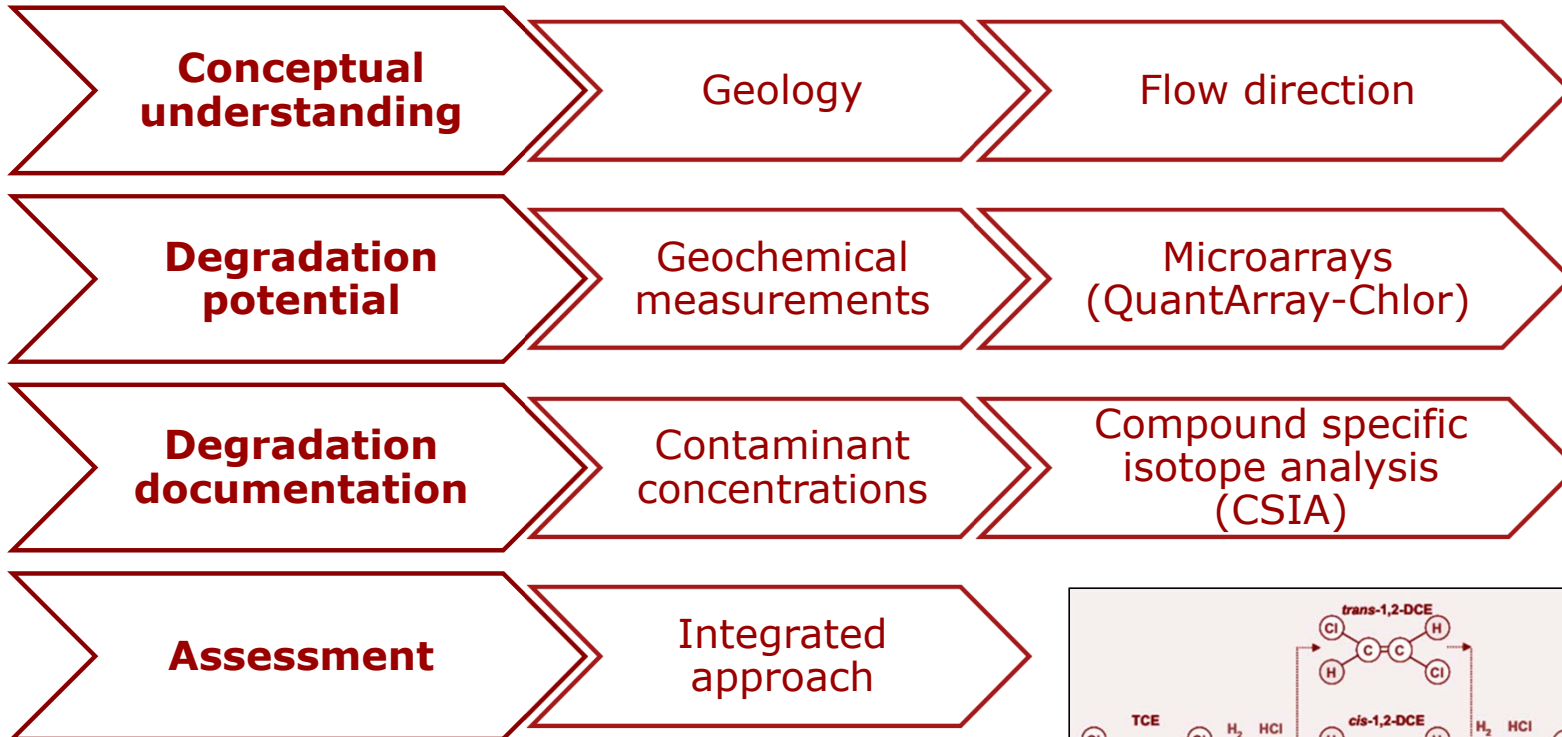 Conceptual
understanding
Geology
Flow direction
Degradation
potential
Geochemical
measurements
Microarrays
(QuantArray-Chlor)
Degradation
documentation
Contaminant
concentrations
Compound specific
isotope analysis
(CSIA)
Assessment
Integrated
approach
trans-1,2-DCE
Cl H
C=C
H Cl
TCE
H₂ HCl
cis-1,2-DCE
H₂ HCl